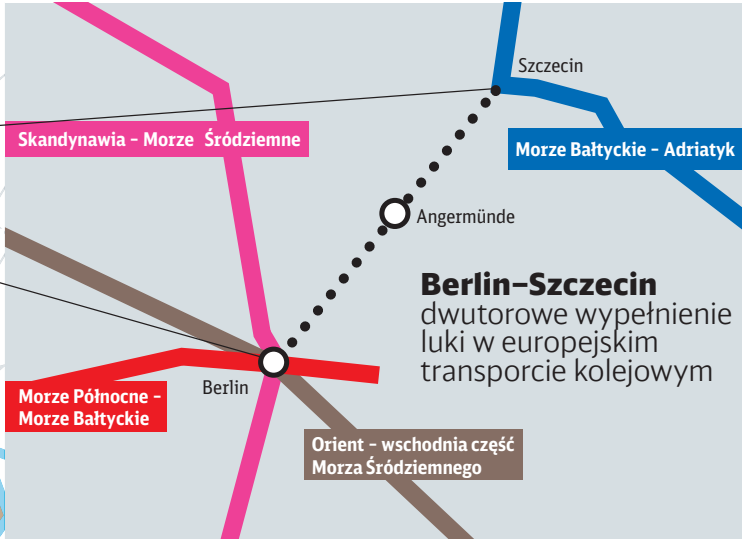 Szczecin
Skandynawia – Morze Śródziemne
Morze Bałtyckie – Adriatyk
Angermünde
Berlin–Szczecin
dwutorowe wypełnienie
luki w europejskim
transporcie kolejowym
Berlin
Morze Północne –
Morze Bałtyckie
Orient – wschodnia część
Morza Śródziemnego